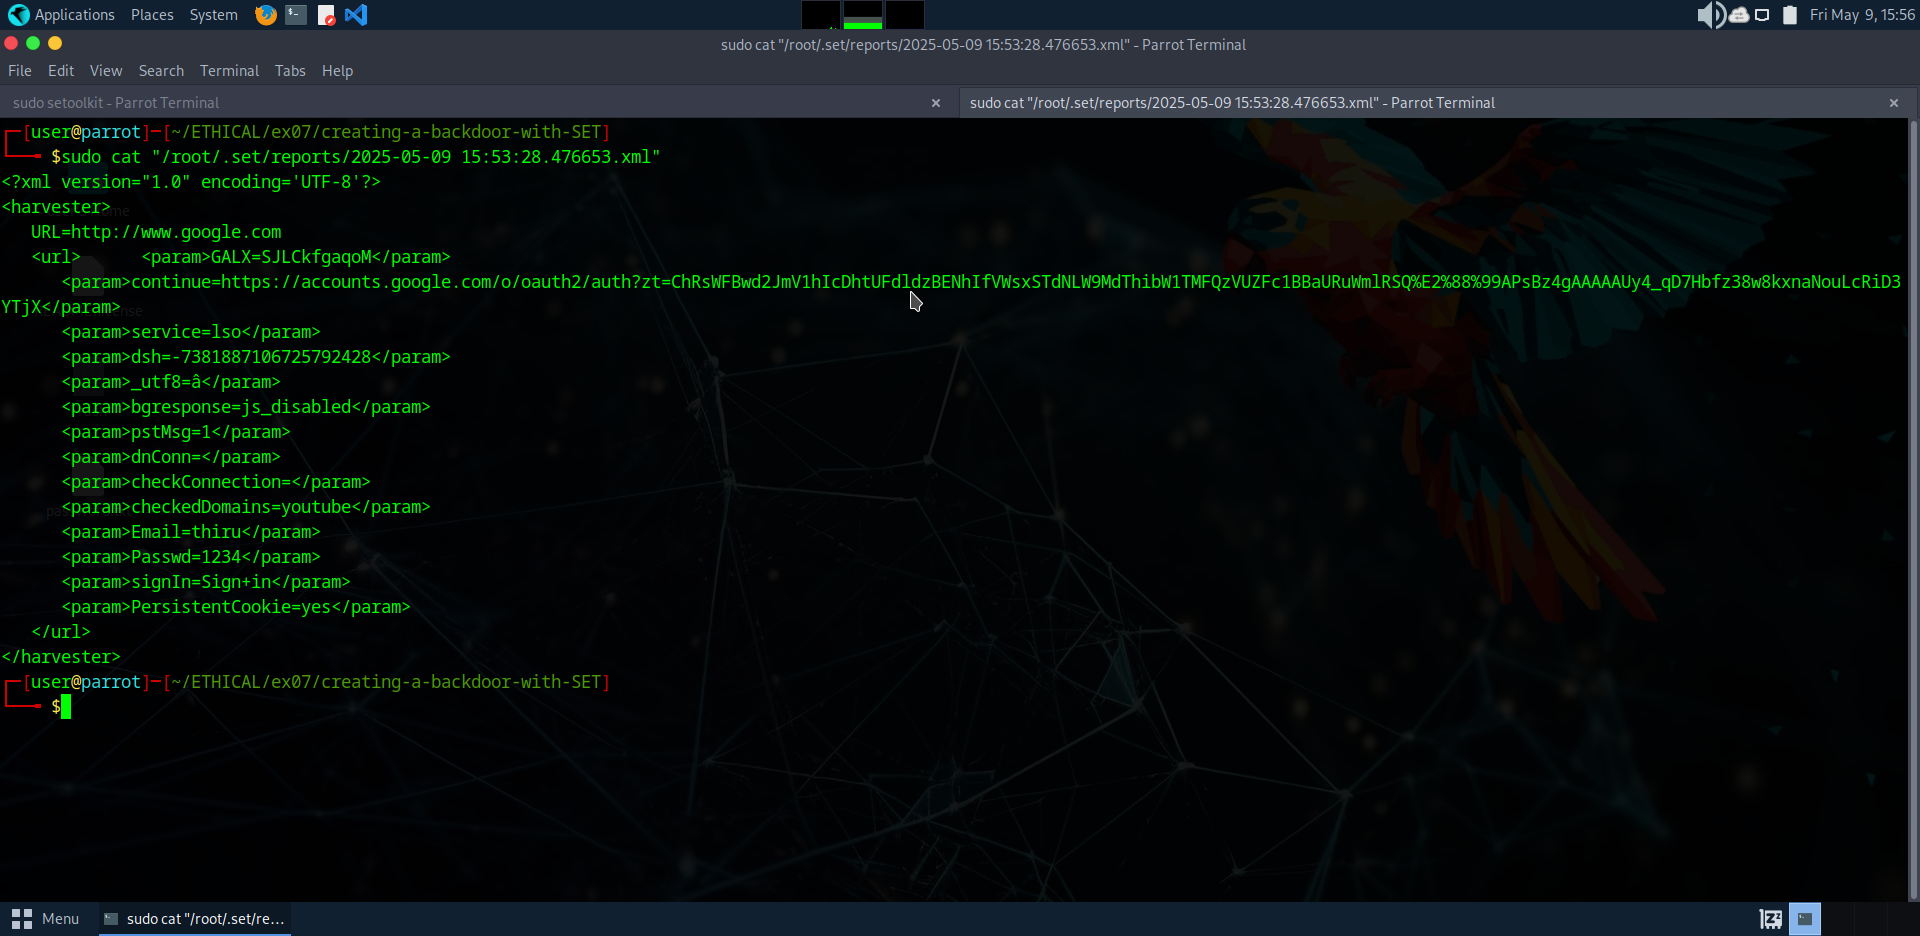 Applications Places System Fri May 9, 15:56
sudo cat "/root/.set/reports/2025-05-09 15:53:28.476653.xml" - Parrot Terminal
File Edit View Search Terminal Tabs Help
sudo setoolkit - Parrot Terminal × sudo cat "/root/.set/reports/2025-05-09 15:53:28.476653.xml" - Parrot Terminal ×
[user@parrot]─[~/ETHICAL/ex07/creating-a-backdoor-with-SET]
$sudo cat "/root/.set/reports/2025-05-09 15:53:28.476653.xml"
<?xml version="1.0" encoding='UTF-8'?>
<harvester>
URL=http://www.google.com
<url> <param>GALX=SJLCkfgaqoM</param>
<param>continue=https://accounts.google.com/o/oauth2/auth?zt=ChRsWFBwd2JmV1hIcDhtUFdldzBENhIfVWsxSTdNLW9MdThibW1TMFQzVUZFc1BBaURuWmlRSQ%E2%88%99APsBz4gAAAAAUy4_qD7Hbfz38w8kxnaNouLcRiD3
YTjX</param>
<param>service=lso</param>
<param>dsh=-7381887106725792428</param>
<param>_utf8=â</param>
<param>bgresponse=js_disabled</param>
<param>pstMsg=1</param>
<param>dnConn=</param>
<param>checkConnection=</param>
<param>checkedDomains=youtube</param>
<param>Email=thiru</param>
<param>Passwd=1234</param>
<param>signIn=Sign+in</param>
<param>PersistentCookie=yes</param>
</url>
</harvester>
[user@parrot]─[~/ETHICAL/ex07/creating-a-backdoor-with-SET]
$
Menu sudo cat "/root/.set/re...